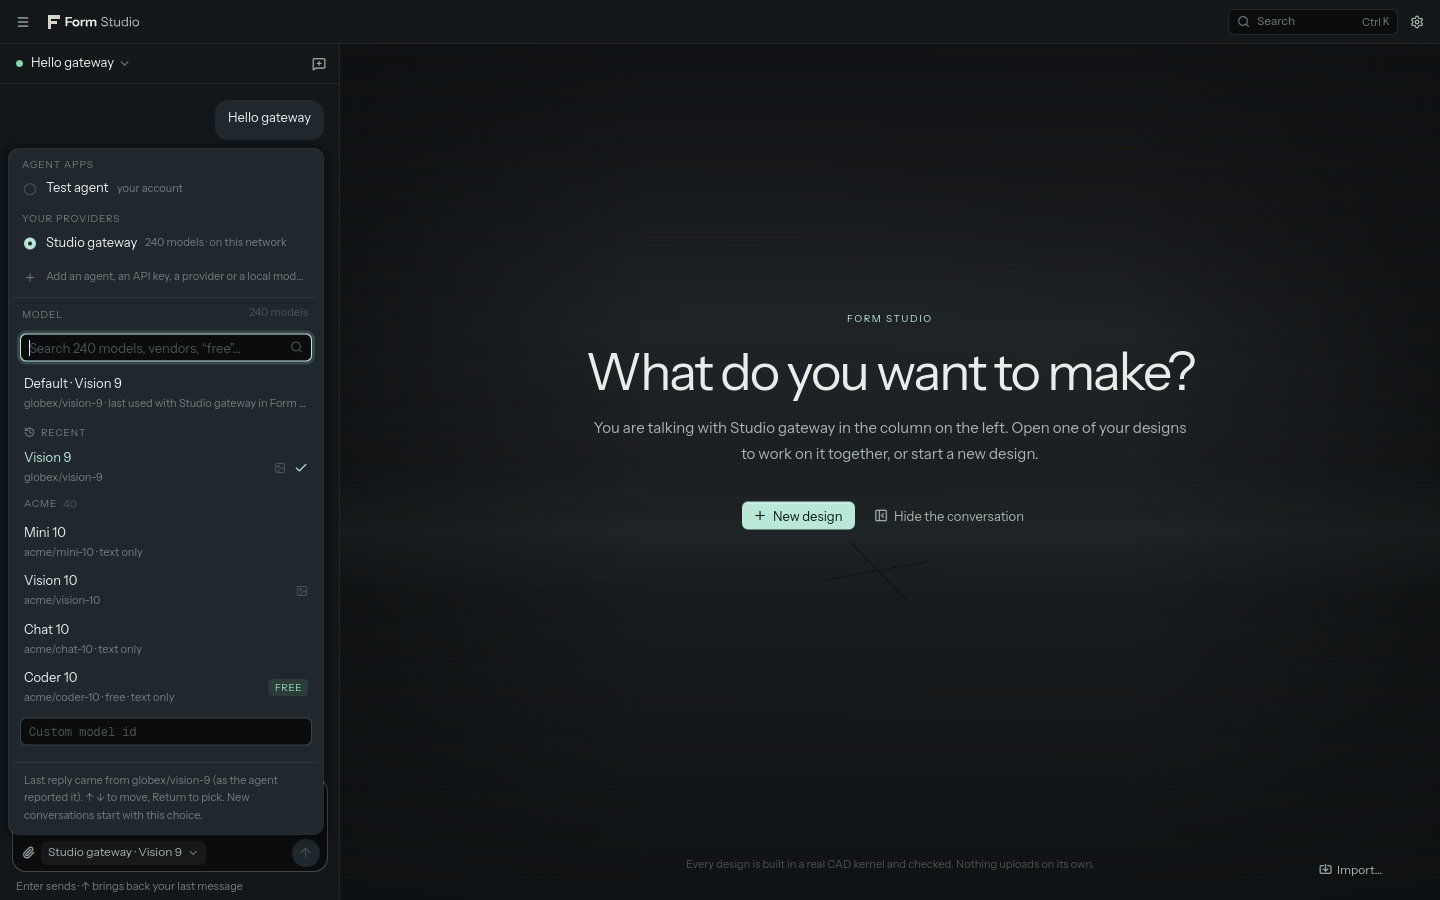 Form Studio
Search Ctrl K
Hello gateway
Hello gateway
AGENT APPS
Test agent your account
YOUR PROVIDERS
Studio gateway 240 models · on this network
+ Add an agent, an API key, a provider or a local mod...
MODEL 240 models
Search 240 models, vendors, “free”...
Default · Vision 9
globex/vision-9 · last used with Studio gateway in Form ...
RECENT
Vision 9
globex/vision-9
ACME 40
Mini 10
acme/mini-10 · text only
Vision 10
acme/vision-10
Chat 10
acme/chat-10 · text only
Coder 10
acme/coder-10 · free · text only
FREE
Custom model id
Last reply came from globex/vision-9 (as the agent
reported it). ↑ ↓ to move, Return to pick. New
conversations start with this choice.
Studio gateway · Vision 9
Enter sends · ↑ brings back your last message
FORM STUDIO
What do you want to make?
You are talking with Studio gateway in the column on the left. Open one of your designs
to work on it together, or start a new design.
+ New design
Hide the conversation
Every design is built in a real CAD kernel and checked. Nothing uploads on its own.
Import...